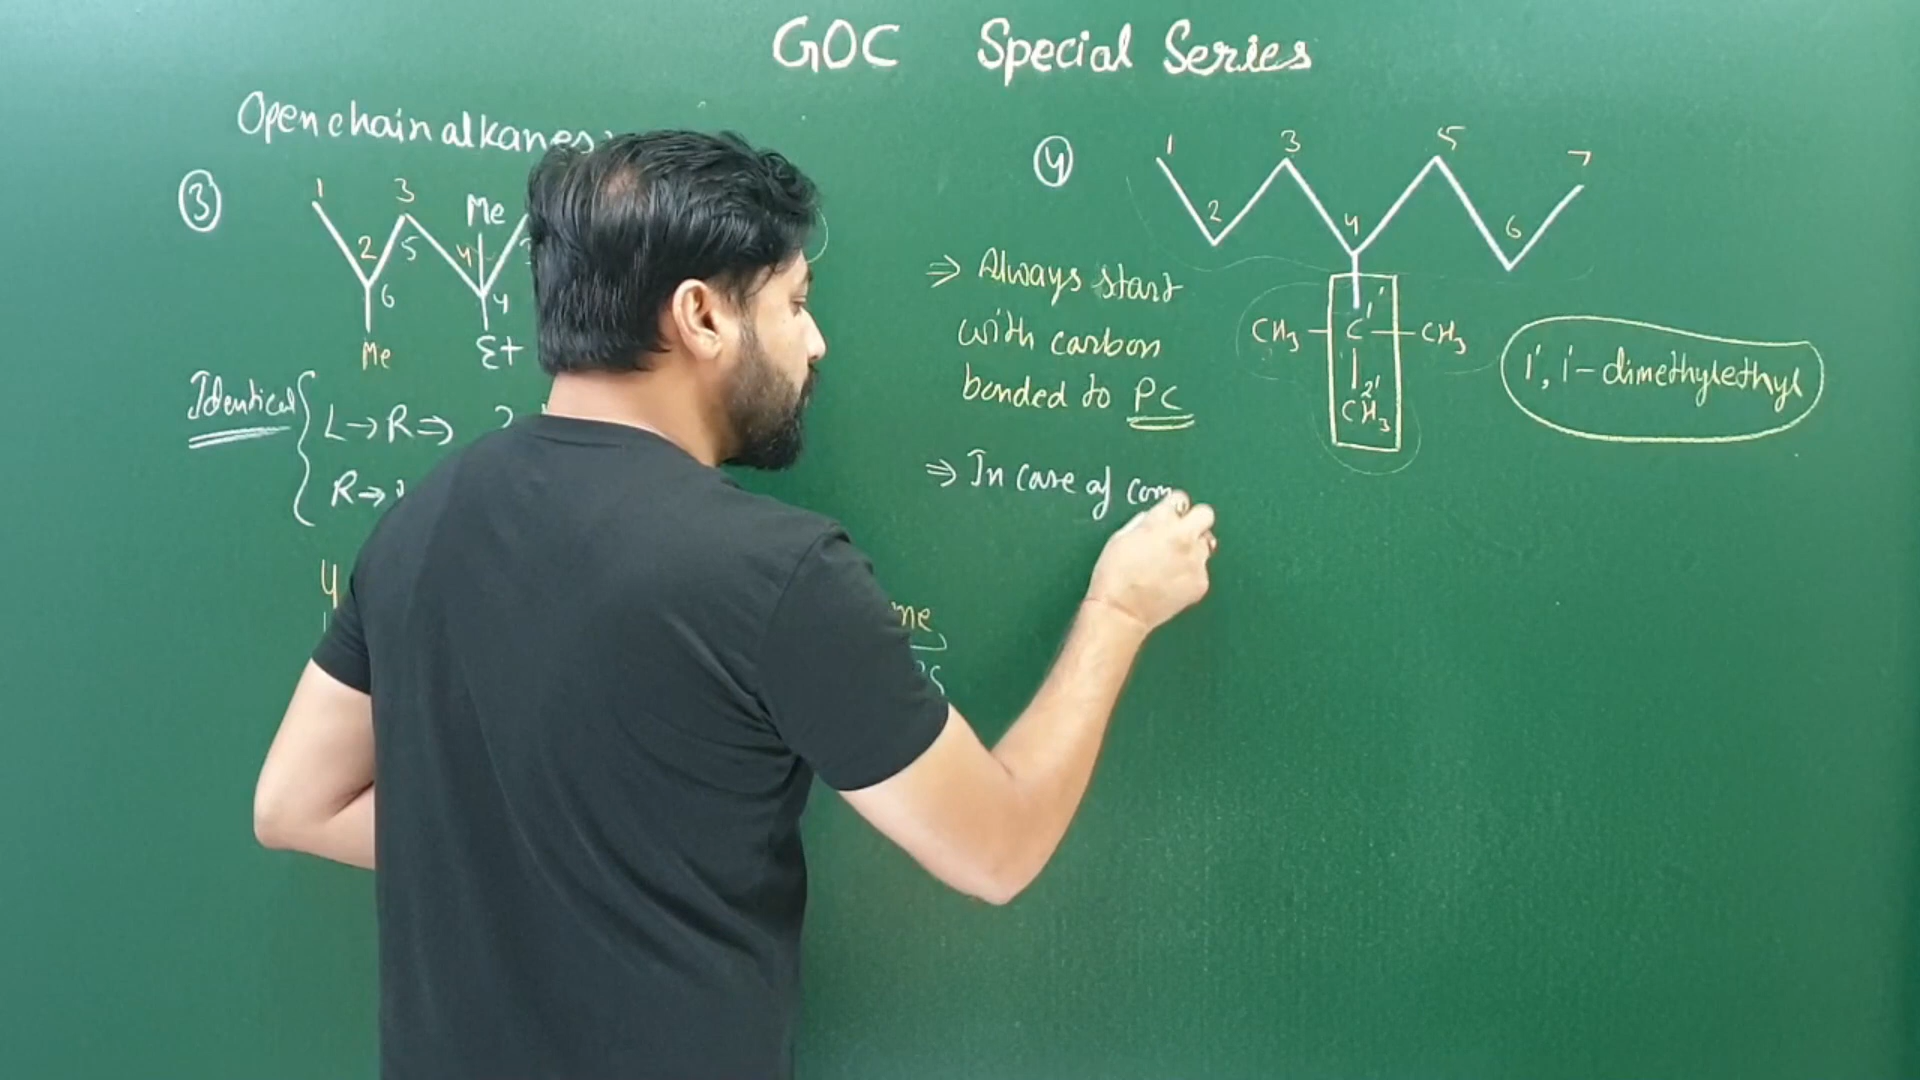 GOC Special Series
Open chain alkanes
③
1
3
Me
2
5
4
6
4
Me
Et
Identical
L→R⇒ 2
R→
4
me
④
1
3
5
7
2
4
6
⇒ Always start
with carbon
bonded to PC
⇒ In case of com
1'
CH3 - C - CH3
2'
CH3
1', 1'- dimethylethyl